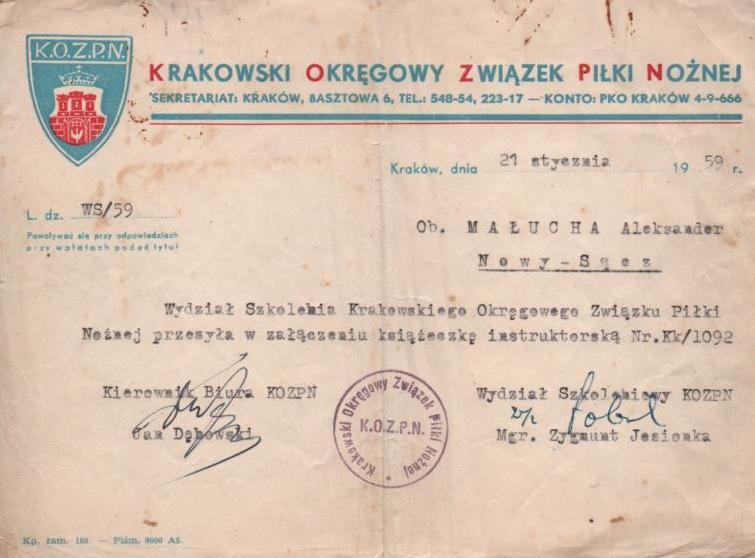 K.O.Z.P.N.
KRAKOWSKI OKRĘGOWY ZWIĄZEK PIŁKI NOŻNEJ
SEKRETARIAT: KRAKÓW, BASZTOWA 6, TEL.: 548-54, 223-17 — KONTO: PKO KRAKÓW 4-9-666
Kraków, dnia 21 stycznia 1959 r.
L. dz. WS/59
Powoływać się przy odpowiedziach
przy wpłatach podać tytuł
Ob. MAŁUCHA Aleksander
Nowy-Sącz
Wydział Szkolenia Krakowskiego Okręgowego Związku Piłki
Nożnej przesyła w załączeniu książeczkę instruktorską Nr.Kk/1092
Kierownik Biura KOZPN
Jan Dębowski
Krakowski Okręgowy Związek Piłki Nożnej
K.O.Z.P.N.
Wydział Szkoleniowy KOZPN
Mgr. Zygmunt Jesionka
Kp. zam. 166. — Piśm. 9000 A5.